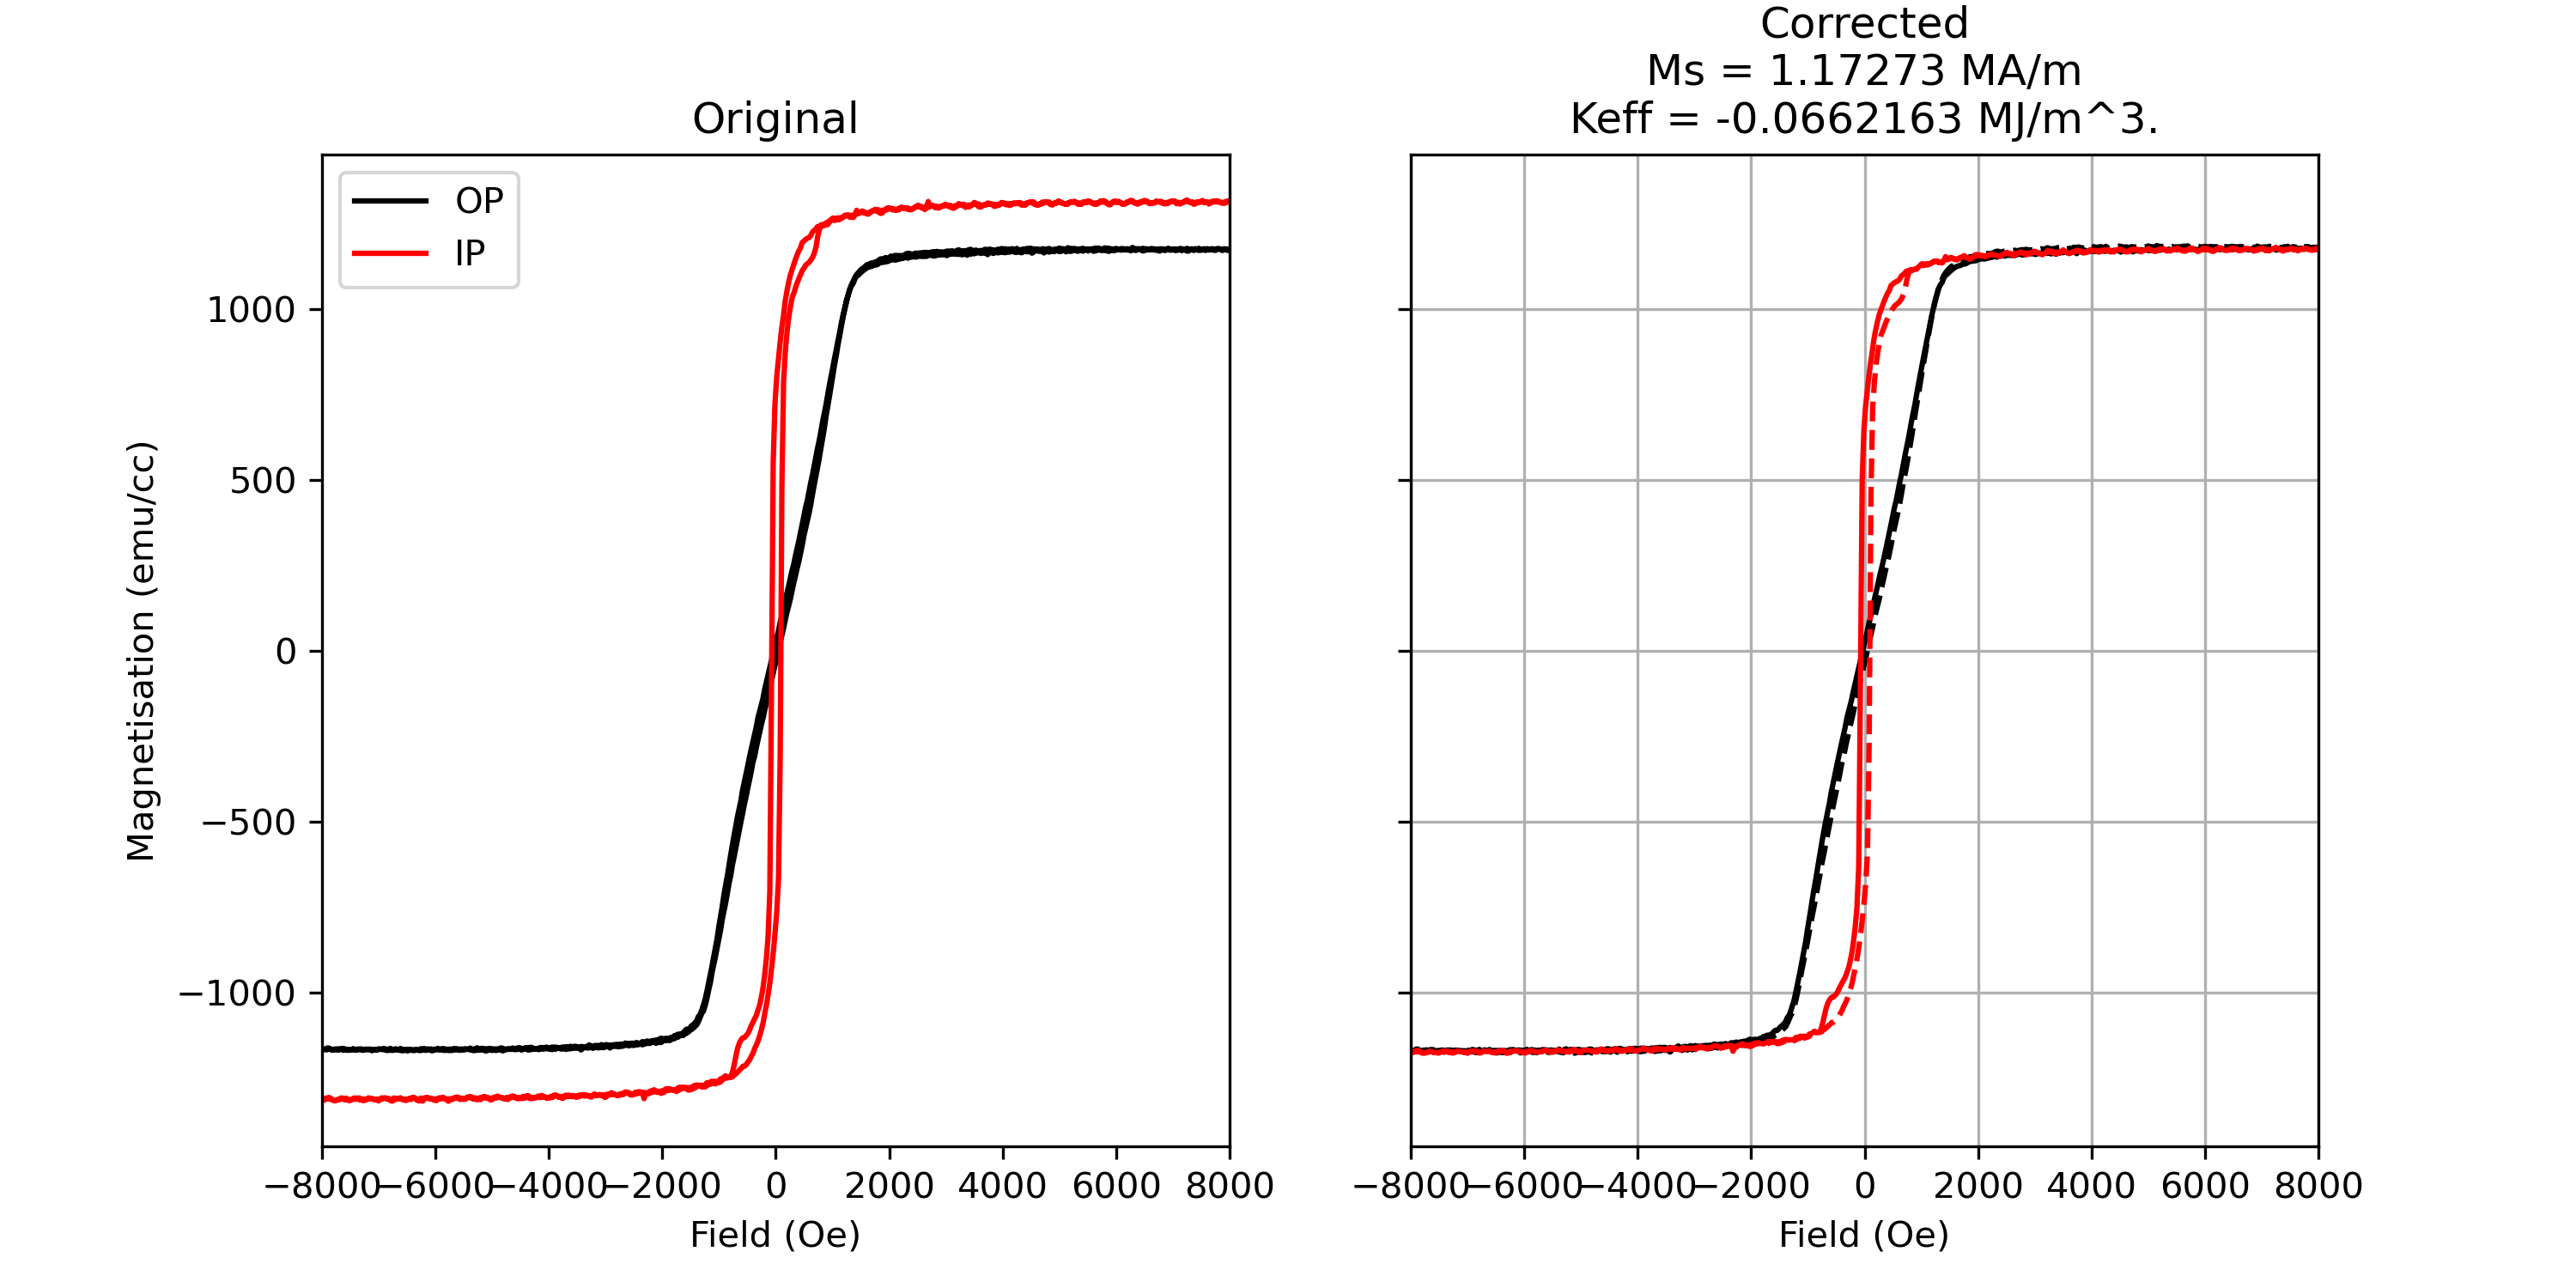 Original
OP
IP
1000
500
0
−500
−1000
Magnetisation (emu/cc)
−8000 −6000 −4000 −2000 0 2000 4000 6000 8000
Field (Oe)
Corrected
Ms = 1.17273 MA/m
Keff = -0.0662163 MJ/m^3.
−8000 −6000 −4000 −2000 0 2000 4000 6000 8000
Field (Oe)